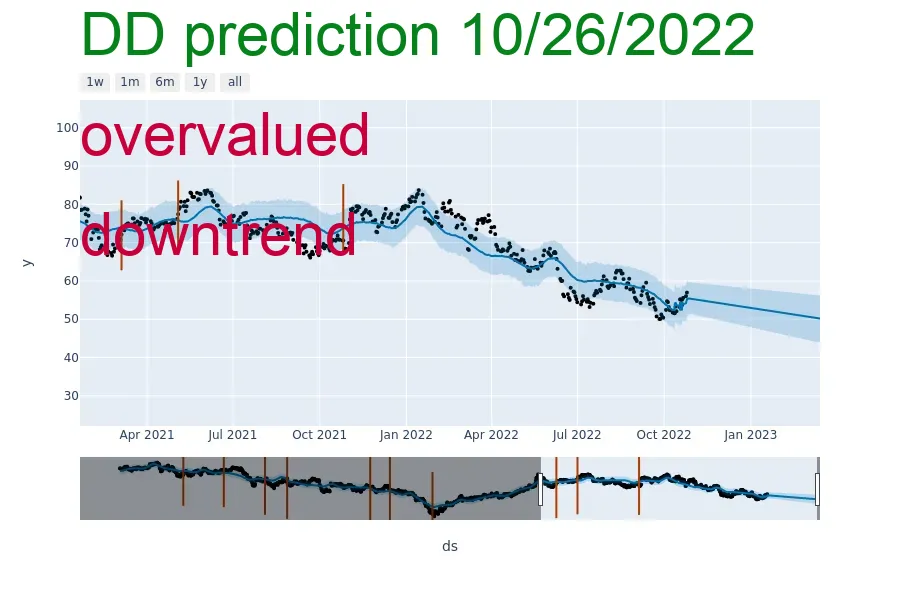 DD prediction 10/26/2022
1w 1m 6m 1y all
overvalued
downtrend
100
90
80
70
60
50
40
30
y
Apr 2021 Jul 2021 Oct 2021 Jan 2022 Apr 2022 Jul 2022 Oct 2022 Jan 2023
ds